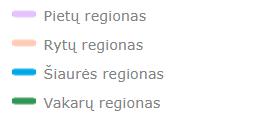 Pietų regionas
Rytų regionas
Šiaurės regionas
Vakarų regionas